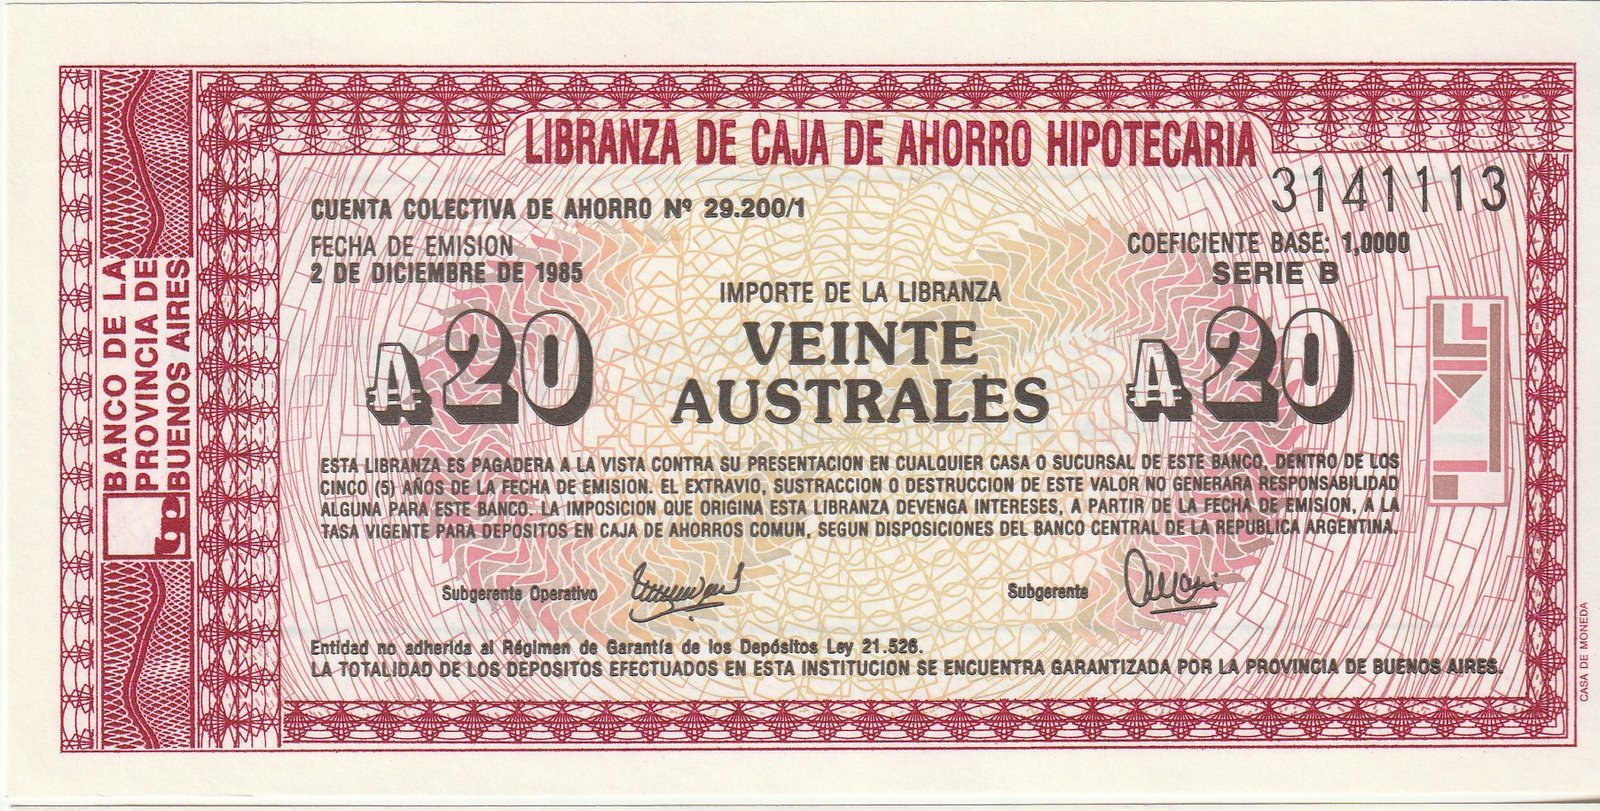 LIBRANZA DE CAJA DE AHORRO HIPOTECARIA
3141113
CUENTA COLECTIVA DE AHORRO Nº 29.200/1
FECHA DE EMISION
2 DE DICIEMBRE DE 1985
COEFICIENTE BASE: 1,0000
SERIE B
IMPORTE DE LA LIBRANZA
₳20
VEINTE
AUSTRALES
₳20
BANCO DE LA
PROVINCIA DE
BUENOS AIRES
bp
ESTA LIBRANZA ES PAGADERA A LA VISTA CONTRA SU PRESENTACION EN CUALQUIER CASA O SUCURSAL DE ESTE BANCO, DENTRO DE LOS
CINCO (5) AÑOS DE LA FECHA DE EMISION. EL EXTRAVIO, SUSTRACCION O DESTRUCCION DE ESTE VALOR NO GENERARA RESPONSABILIDAD
ALGUNA PARA ESTE BANCO. LA IMPOSICION QUE ORIGINA ESTA LIBRANZA DEVENGA INTERESES, A PARTIR DE LA FECHA DE EMISION, A LA
TASA VIGENTE PARA DEPOSITOS EN CAJA DE AHORROS COMUN, SEGUN DISPOSICIONES DEL BANCO CENTRAL DE LA REPUBLICA ARGENTINA.
Subgerente Operativo
Subgerente
Entidad no adherida al Régimen de Garantía de los Depósitos Ley 21.526.
LA TOTALIDAD DE LOS DEPOSITOS EFECTUADOS EN ESTA INSTITUCION SE ENCUENTRA GARANTIZADA POR LA PROVINCIA DE BUENOS AIRES.
CASA DE MONEDA